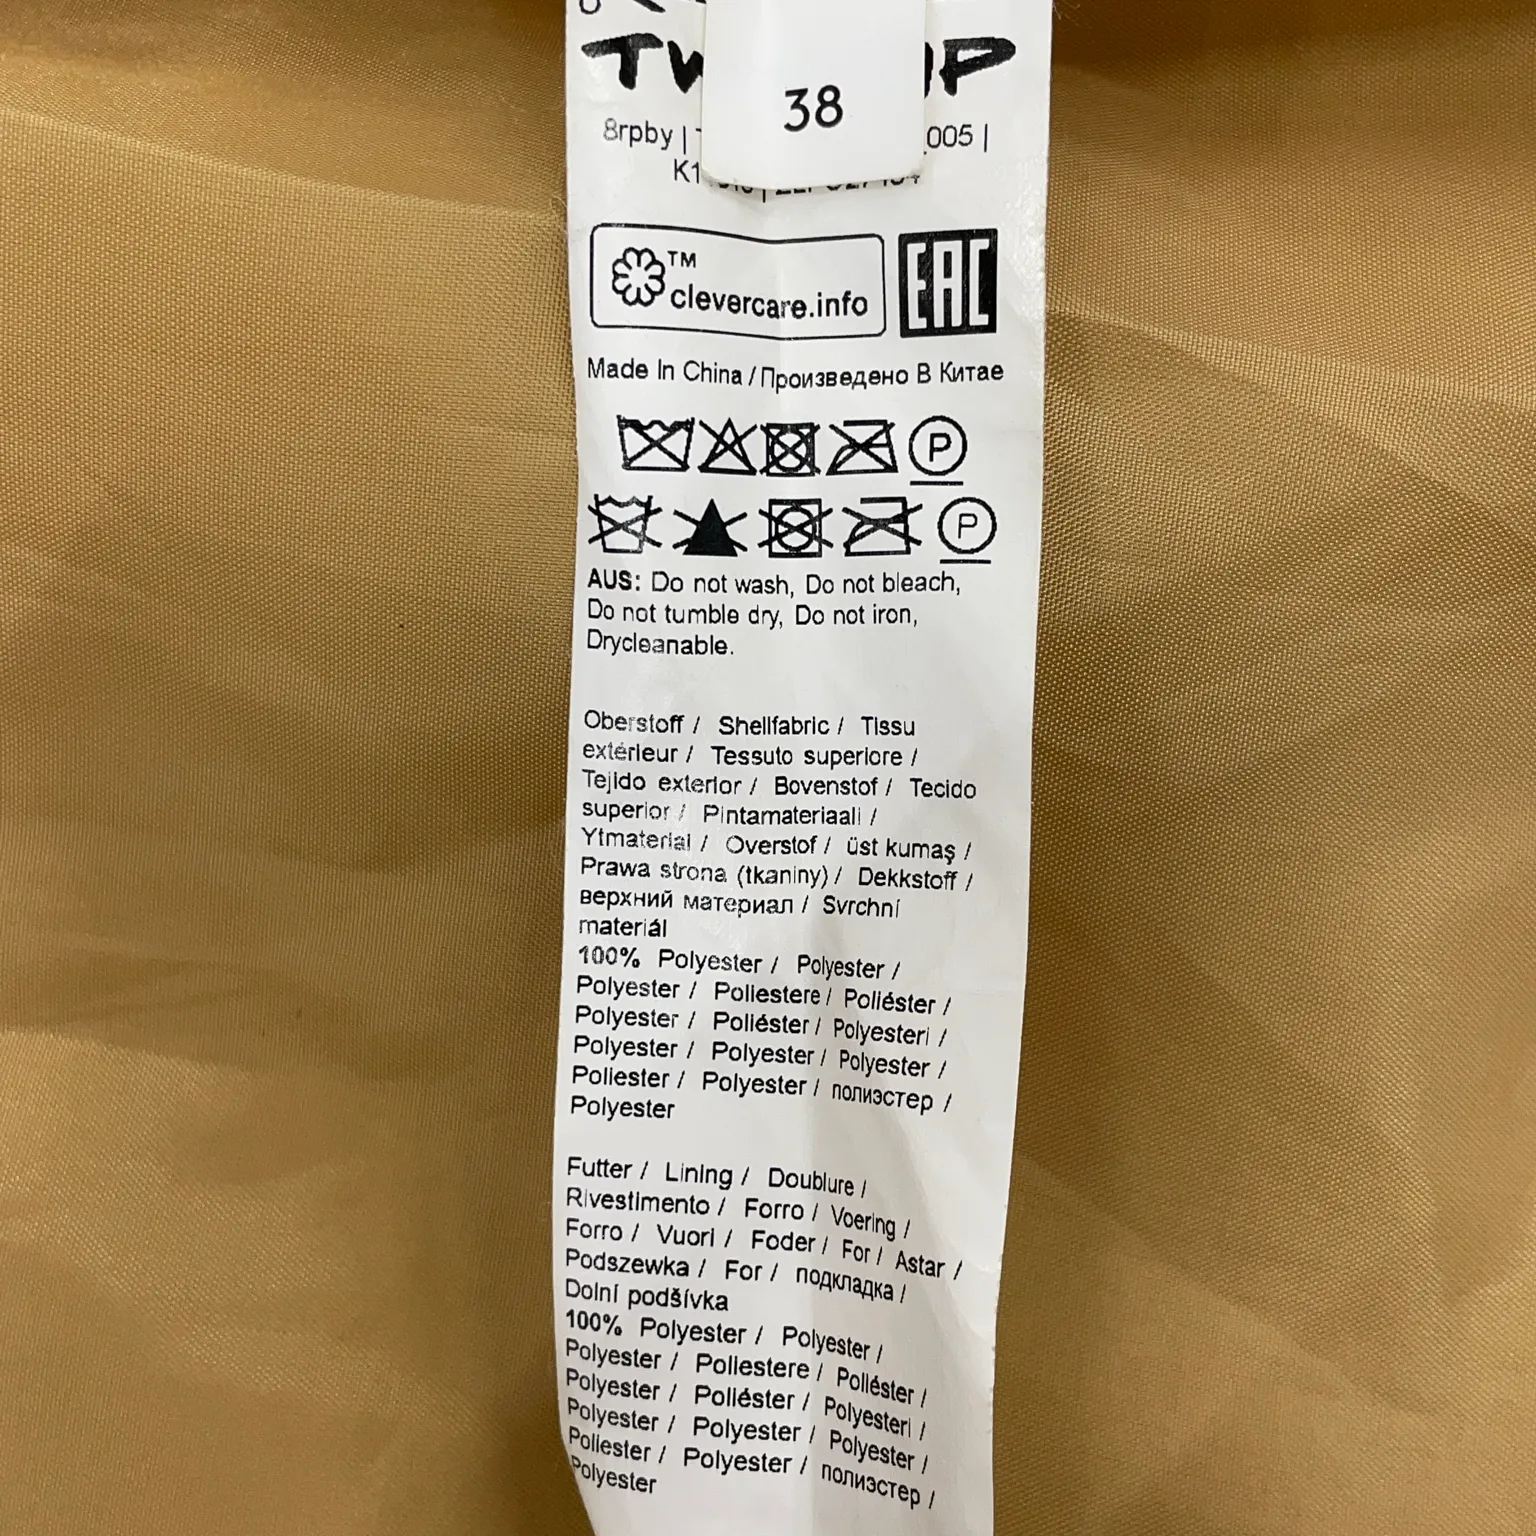 38
8rpby |
005 |
™
clevercare.info
EAC
Made In China / Произведено В Китае
P
P
AUS: Do not wash, Do not bleach,
Do not tumble dry, Do not iron,
Drycleanable.
Oberstoff / Shellfabric / Tissu
extérieur / Tessuto superiore /
Tejido exterior / Bovenstof / Tecido
superior / Pintamateriaali /
Ytmaterial / Overstof / üst kumaş /
Prawa strona (tkaniny) / Dekkstoff /
верхний материал / Svrchní
materiál
100% Polyester / Polyester /
Polyester / Poliestere / Poliéster /
Polyester / Poliéster / Polyesteri /
Polyester / Polyester / Polyester /
Poliester / Polyester / полиэстер /
Polyester
Futter / Lining / Doublure /
Rivestimento / Forro / Voering /
Forro / Vuori / Foder / For / Astar /
Podszewka / For / подкладка /
Dolní podšívka
100% Polyester / Polyester /
Polyester / Poliestere / Poliéster /
Polyester / Poliéster / Polyesteri /
Polyester / Polyester / Polyester /
Poliester / Polyester / полиэстер /
Polyester